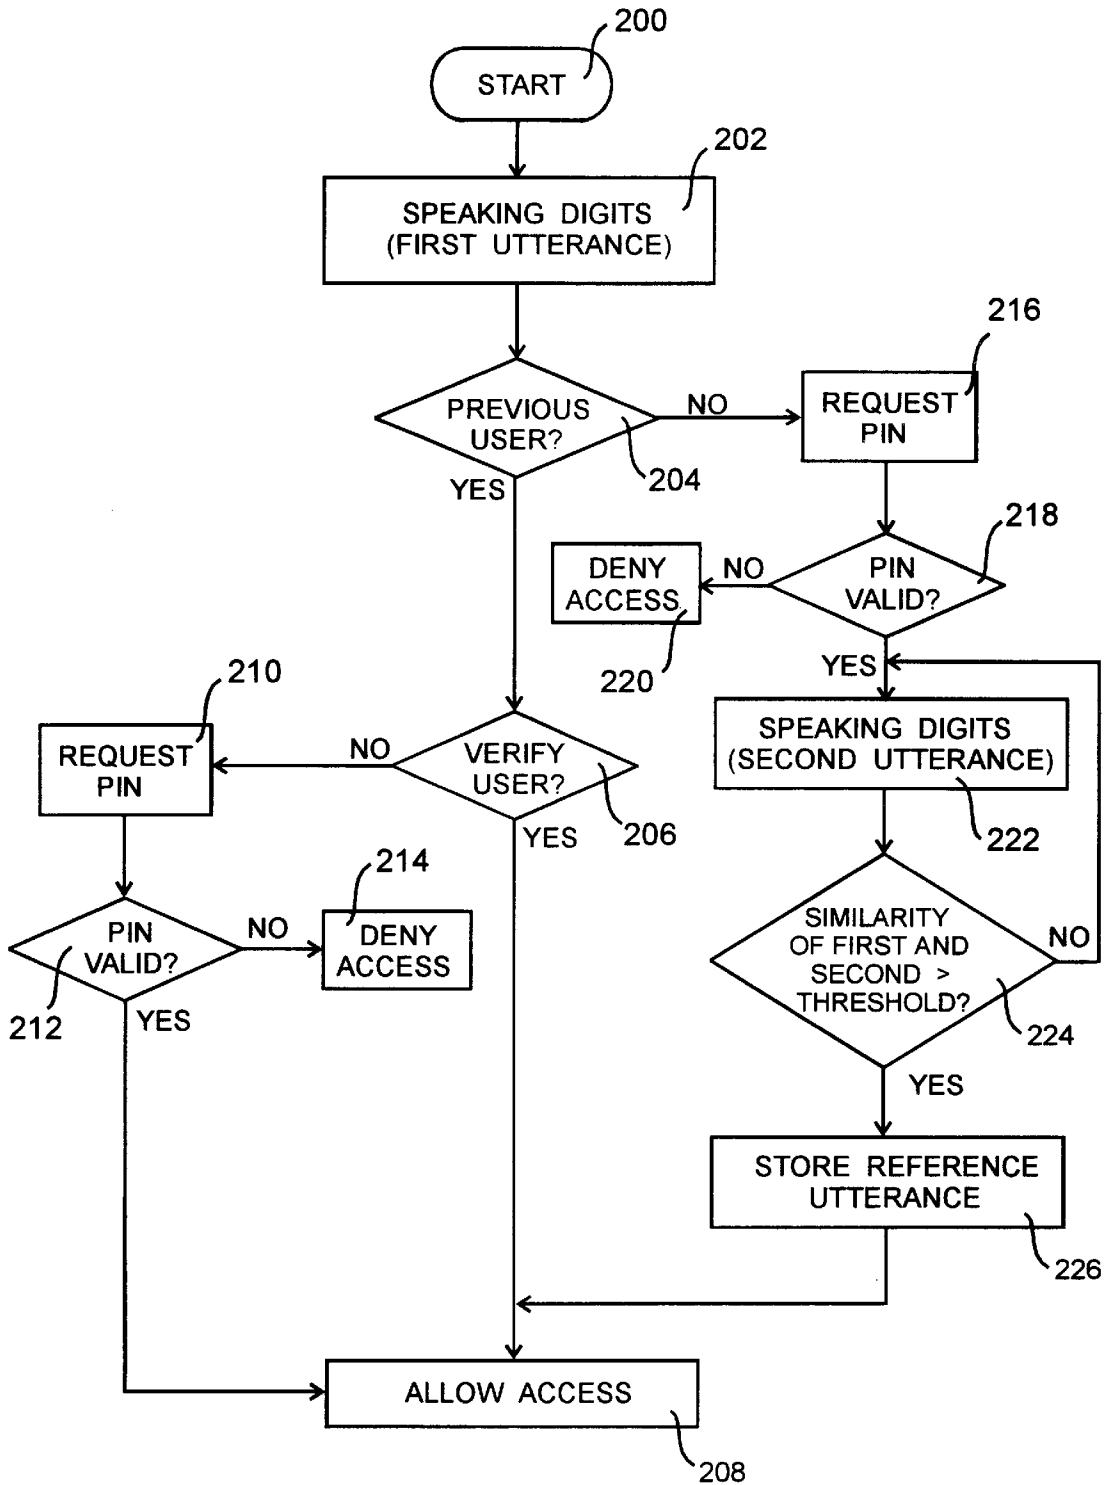 200
START
202
SPEAKING DIGITS
(FIRST UTTERANCE)
216
PREVIOUS
USER?
NO
REQUEST
PIN
204
YES
218
DENY
ACCESS
NO
PIN
VALID?
220
YES
210
REQUEST
PIN
NO
VERIFY
USER?
SPEAKING DIGITS
(SECOND UTTERANCE)
206
YES
222
214
PIN
VALID?
NO
DENY
ACCESS
SIMILARITY
OF FIRST AND
SECOND >
THRESHOLD?
NO
212
YES
224
YES
STORE REFERENCE
UTTERANCE
226
ALLOW ACCESS
208